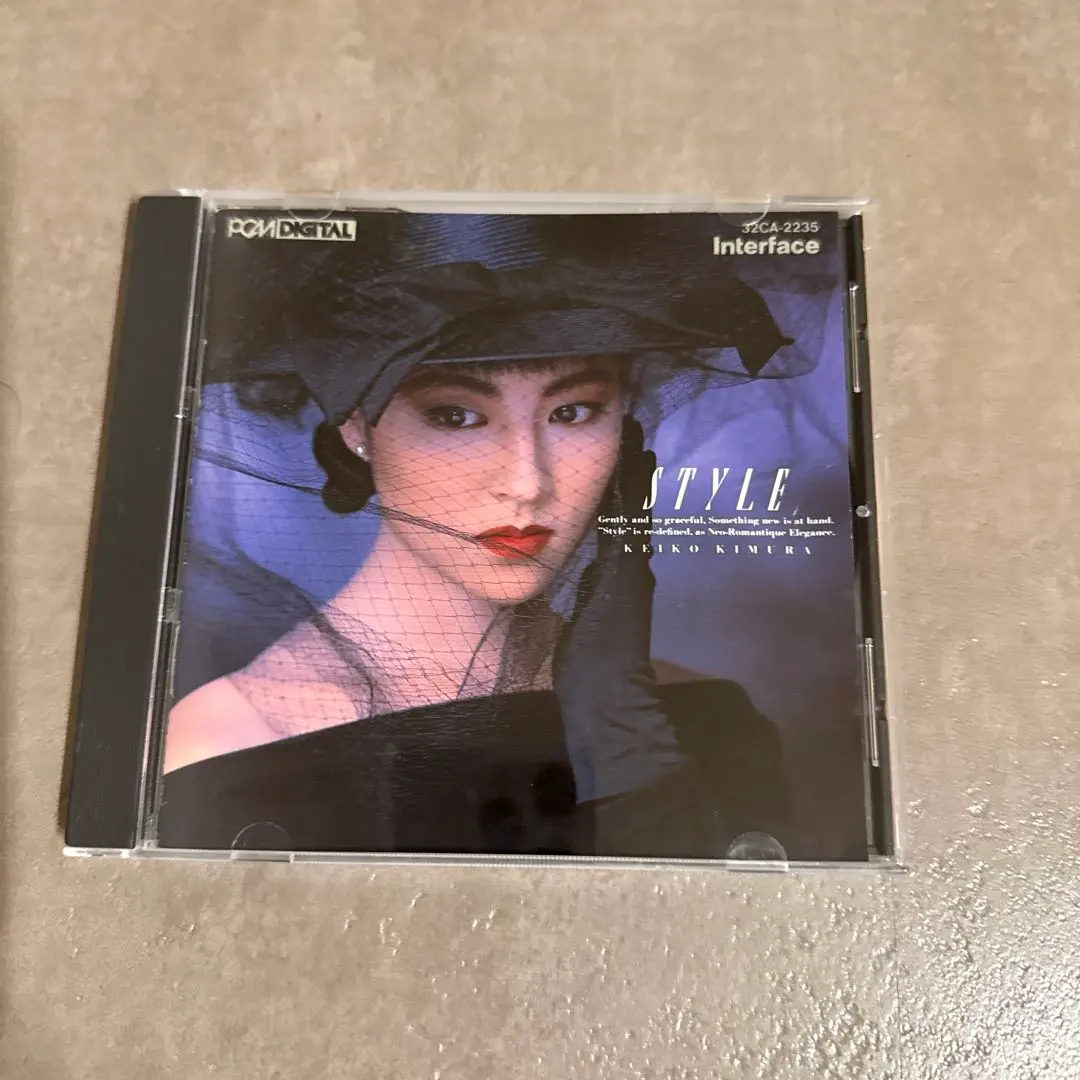 PCM DIGITAL
32CA-2235
Interface
STYLE
Gently and so graceful, Something new is at hand.
"Style" is re-defined, as Neo-Romantique Elegance.
KEIKO KIMURA